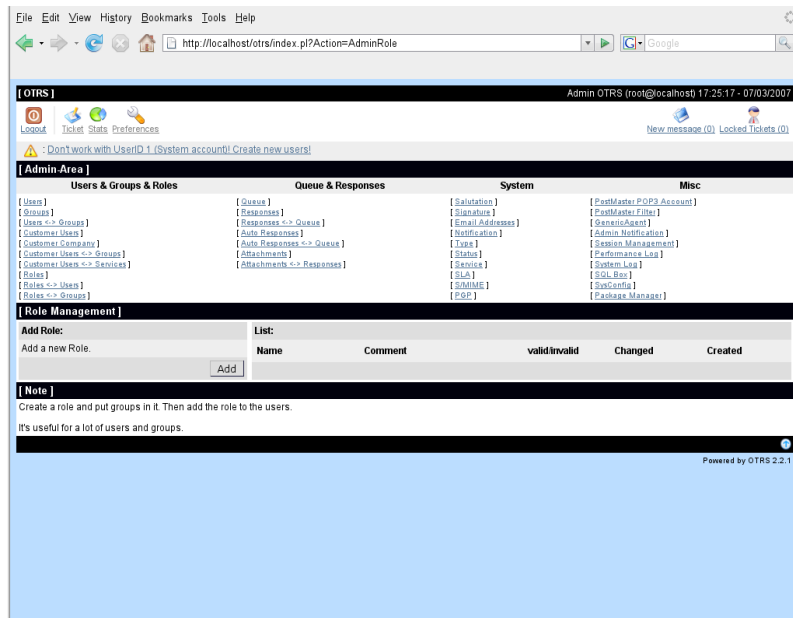 File Edit View History Bookmarks Tools Help
http://localhost/otrs/index.pl?Action=AdminRole
G Google
[ OTRS ] Admin OTRS (root@localhost) 17:25:17 - 07/03/2007
Logout Ticket Stats Preferences New message (0) Locked Tickets (0)
: Don't work with UserID 1 (System account)! Create new users!
[ Admin-Area ]
Users & Groups & Roles Queue & Responses System Misc
[ Users ] [ Queue ] [ Salutation ] [ PostMaster POP3 Account ]
[ Groups ] [ Responses ] [ Signature ] [ PostMaster Filter ]
[ Users <-> Groups ] [ Responses <-> Queue ] [ Email Addresses ] [ GenericAgent ]
[ Customer Users ] [ Auto Responses ] [ Notification ] [ Admin Notification ]
[ Customer Company ] [ Auto Responses <-> Queue ] [ Type ] [ Session Management ]
[ Customer Users <-> Groups ] [ Attachments ] [ Status ] [ Performance Log ]
[ Customer Users <-> Services ] [ Attachments <-> Responses ] [ Service ] [ System Log ]
[ Roles ] [ SLA ] [ SQL Box ]
[ Roles <-> Users ] [ S/MIME ] [ SysConfig ]
[ Roles <-> Groups ] [ PGP ] [ Package Manager ]
[ Role Management ]
Add Role: List:
Add a new Role. Name Comment valid/invalid Changed Created
Add
[ Note ]
Create a role and put groups in it. Then add the role to the users.
It's useful for a lot of users and groups.
Powered by OTRS 2.2.1